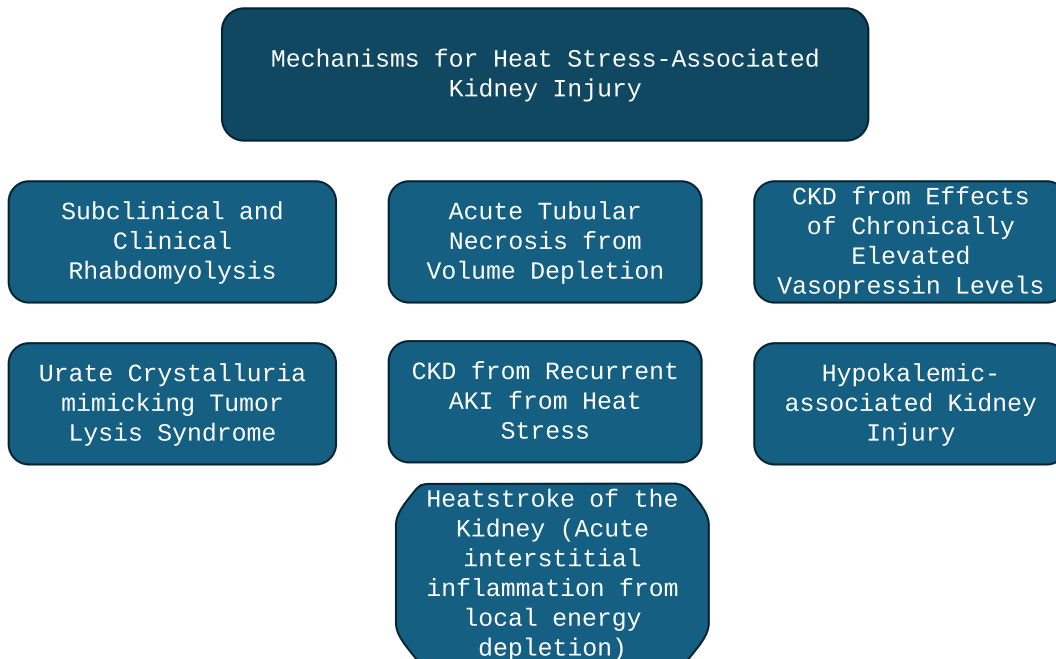 Mechanisms for Heat Stress-Associated
Kidney Injury
Subclinical and
Clinical
Rhabdomyolysis
Acute Tubular
Necrosis from
Volume Depletion
CKD from Effects
of Chronically
Elevated
Vasopressin Levels
Urate Crystalluria
mimicking Tumor
Lysis Syndrome
CKD from Recurrent
AKI from Heat
Stress
Hypokalemic-
associated Kidney
Injury
Heatstroke of the
Kidney (Acute
interstitial
inflammation from
local energy
depletion)